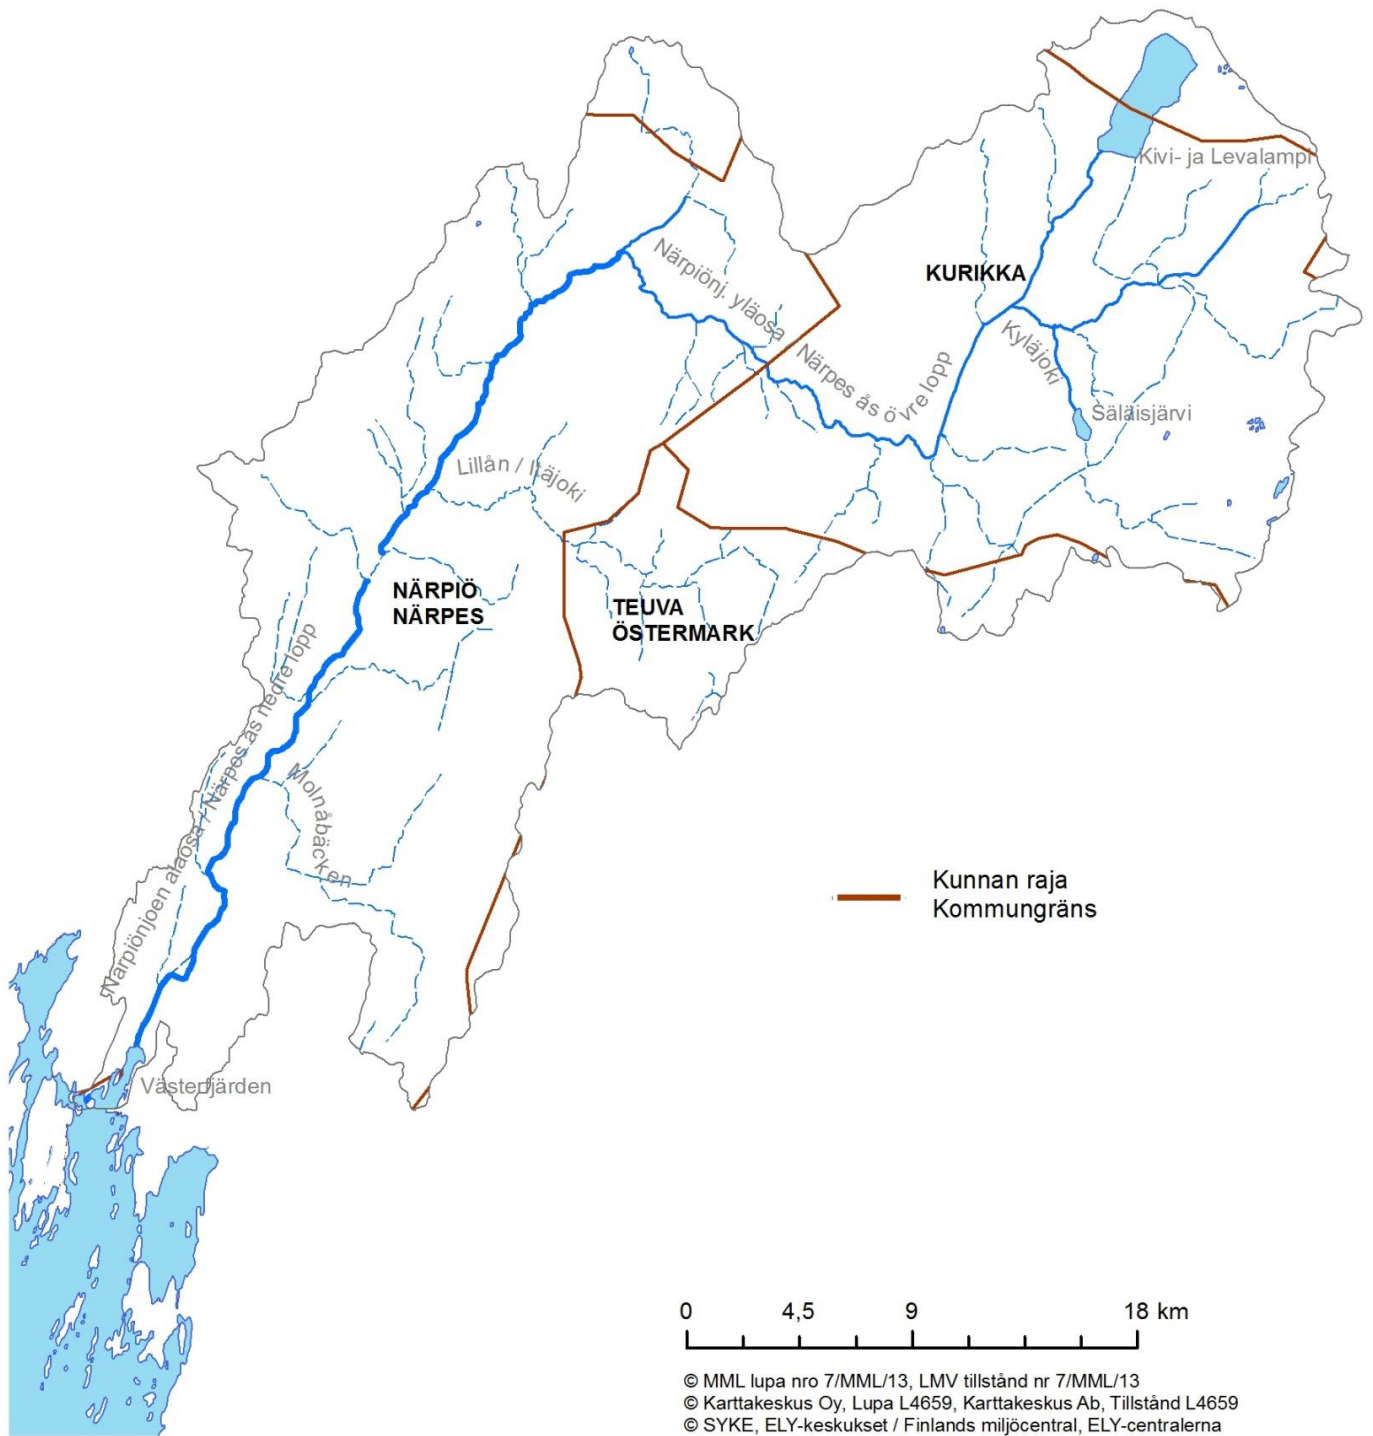 Kivi- ja Levalampi
KURIKKA
Närpiönj. yläosa
Närpes ås övre lopp
Kyläjoki
Säläisjärvi
Lillån / Itäjoki
NÄRPIÖ
NÄRPES
TEUVA
ÖSTERMARK
Närpiönjoen alaosa / Närpes ås nedre lopp
Molnåbäcken
Kunnan raja
Kommungräns
Västerfjärden
0 4,5 9 18 km
© MML lupa nro 7/MML/13, LMV tillstånd nr 7/MML/13
© Karttakeskus Oy, Lupa L4659, Karttakeskus Ab, Tillstånd L4659
© SYKE, ELY-keskukset / Finlands miljöcentral, ELY-centralerna